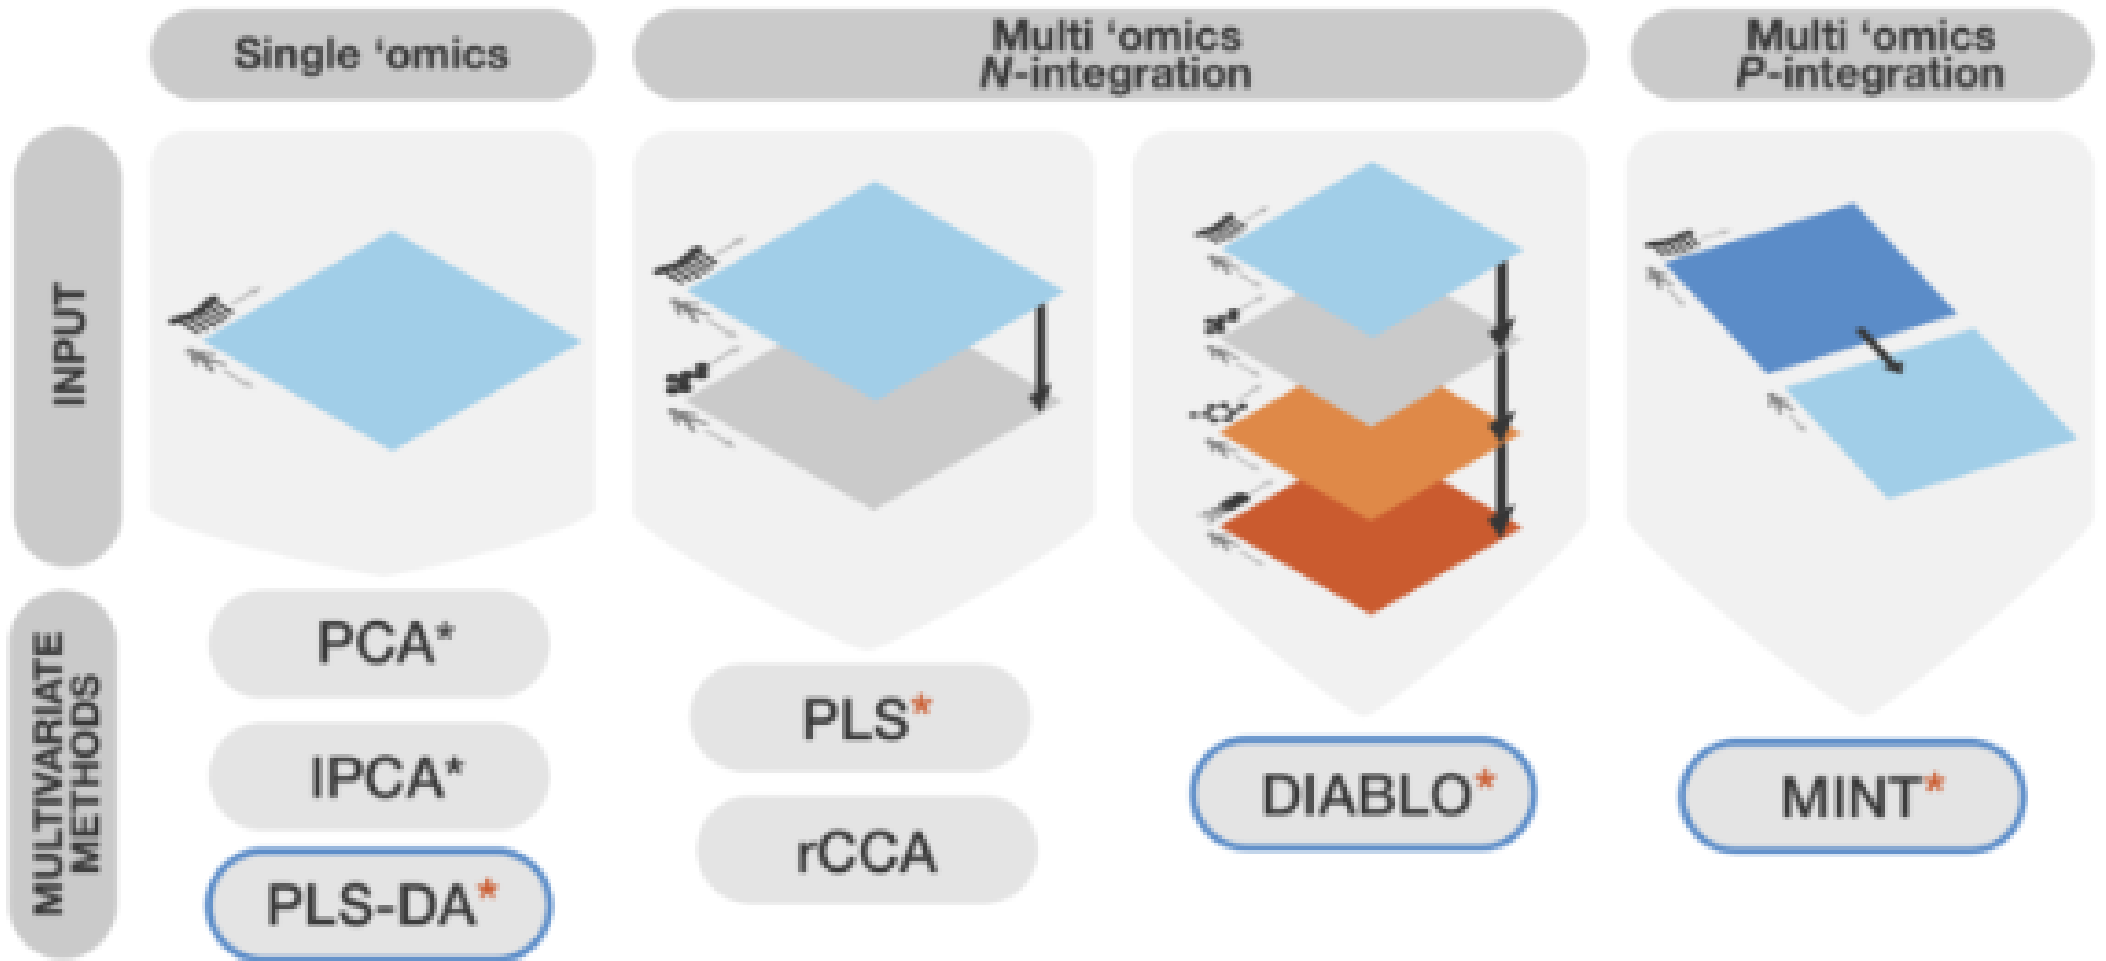 Single ‘omics
Multi ‘omics
N-integration
Multi ‘omics
P-integration
INPUT
MULTIVARIATE
METHODS
PCA*
IPCA*
PLS-DA*
PLS*
rCCA
DIABLO*
MINT*